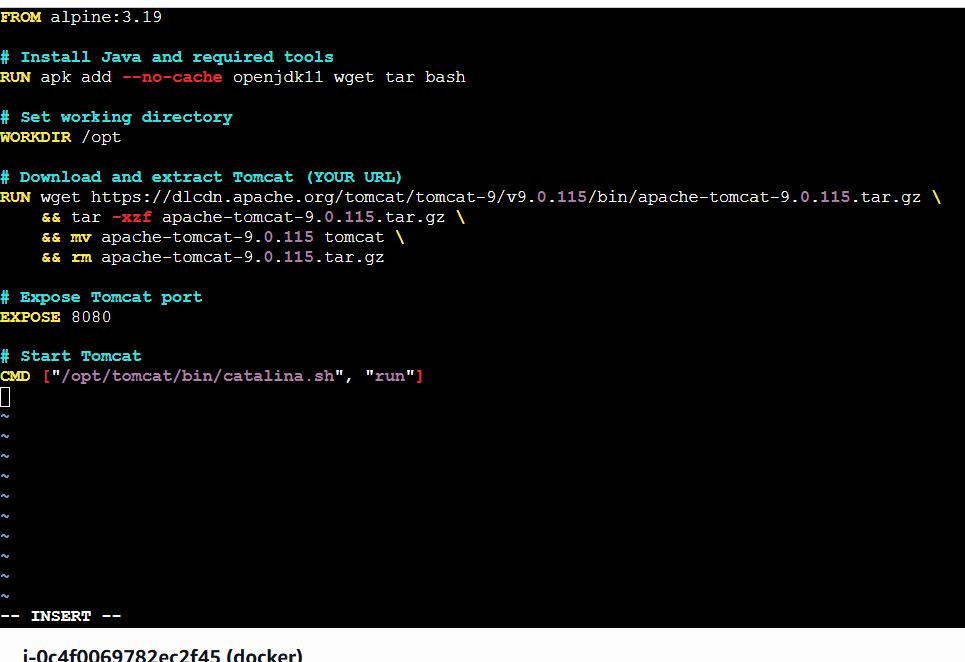 FROM alpine:3.19
# Install Java and required tools
RUN apk add --no-cache openjdk11 wget tar bash
# Set working directory
WORKDIR /opt
# Download and extract Tomcat (YOUR URL)
RUN wget https://dlcdn.apache.org/tomcat/tomcat-9/v9.0.115/bin/apache-tomcat-9.0.115.tar.gz \
    && tar -xzf apache-tomcat-9.0.115.tar.gz \
    && mv apache-tomcat-9.0.115 tomcat \
    && rm apache-tomcat-9.0.115.tar.gz
# Expose Tomcat port
EXPOSE 8080
# Start Tomcat
CMD ["/opt/tomcat/bin/catalina.sh", "run"]
~
~
~
~
~
~
~
~
~
~
-- INSERT --
i-0c4f0069782ec2f45 (docker)